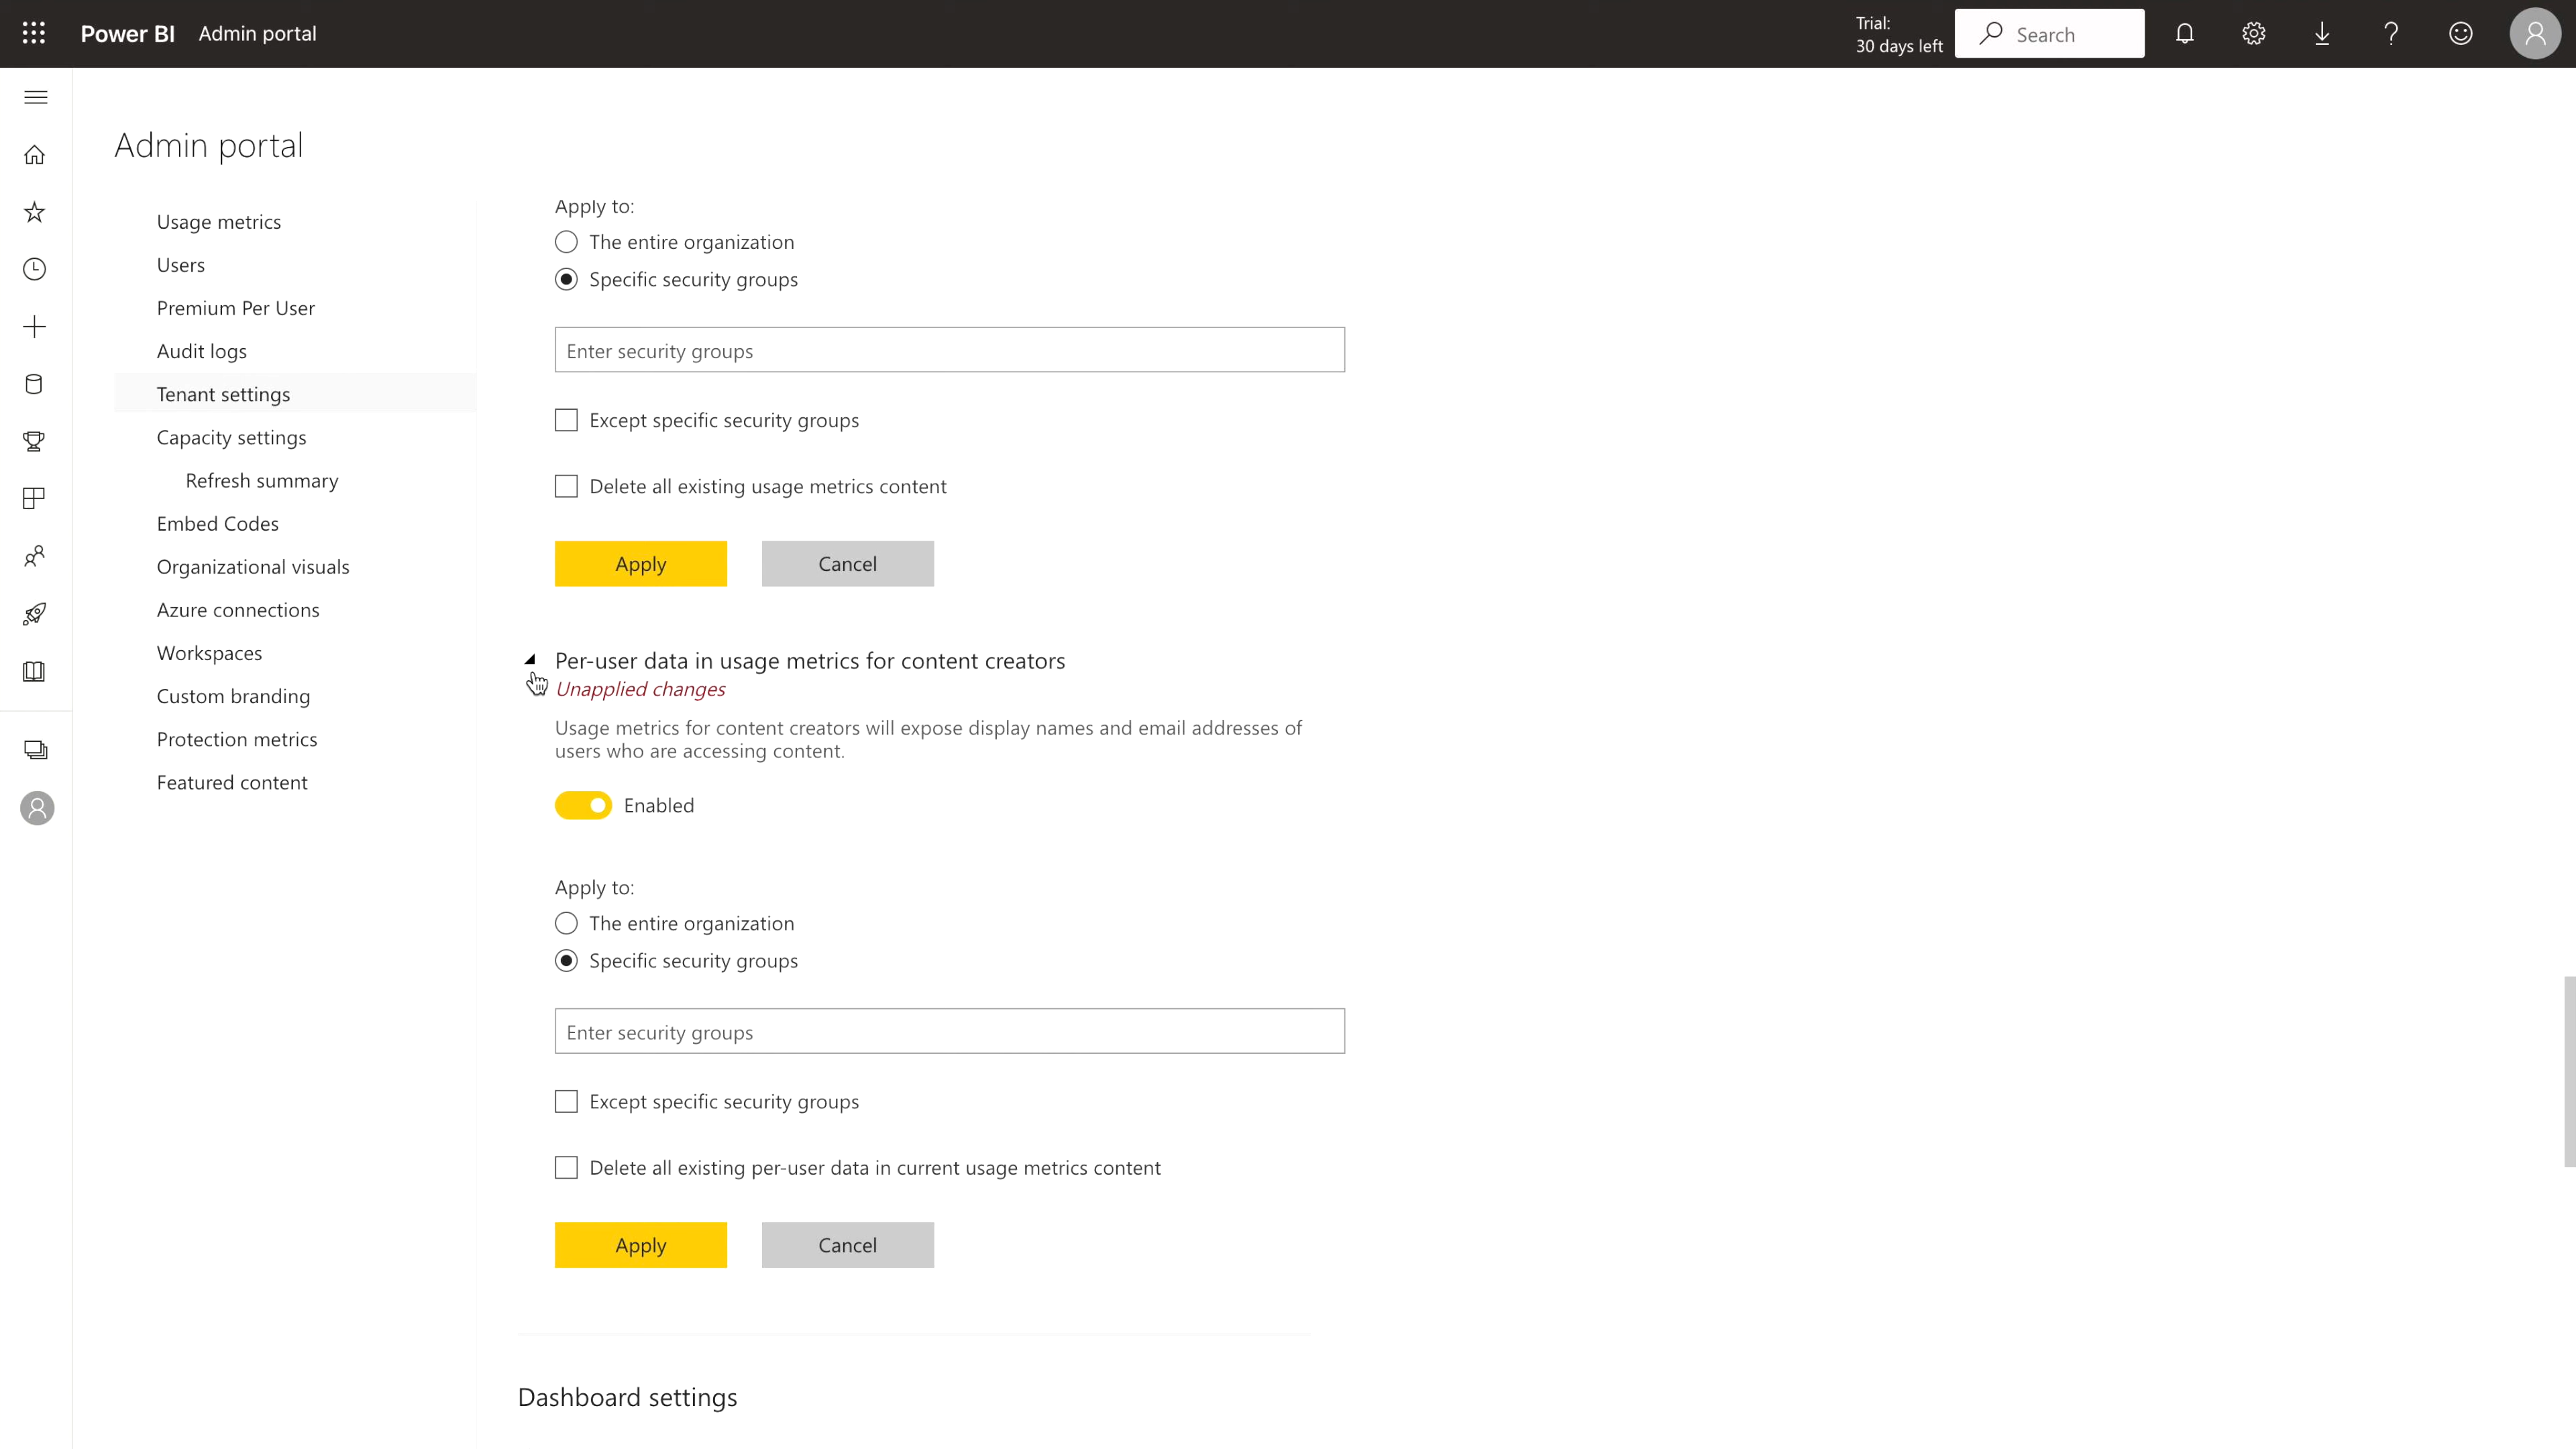 Power BI Admin portal
Trial:
30 days left
Search
Admin portal
Usage metrics
Users
Premium Per User
Audit logs
Tenant settings
Capacity settings
Refresh summary
Embed Codes
Organizational visuals
Azure connections
Workspaces
Custom branding
Protection metrics
Featured content
Apply to:
The entire organization
Specific security groups
Enter security groups
Except specific security groups
Delete all existing usage metrics content
Apply Cancel
Per-user data in usage metrics for content creators
Unapplied changes
Usage metrics for content creators will expose display names and email addresses of
users who are accessing content.
Enabled
Apply to:
The entire organization
Specific security groups
Enter security groups
Except specific security groups
Delete all existing per-user data in current usage metrics content
Apply Cancel
Dashboard settings